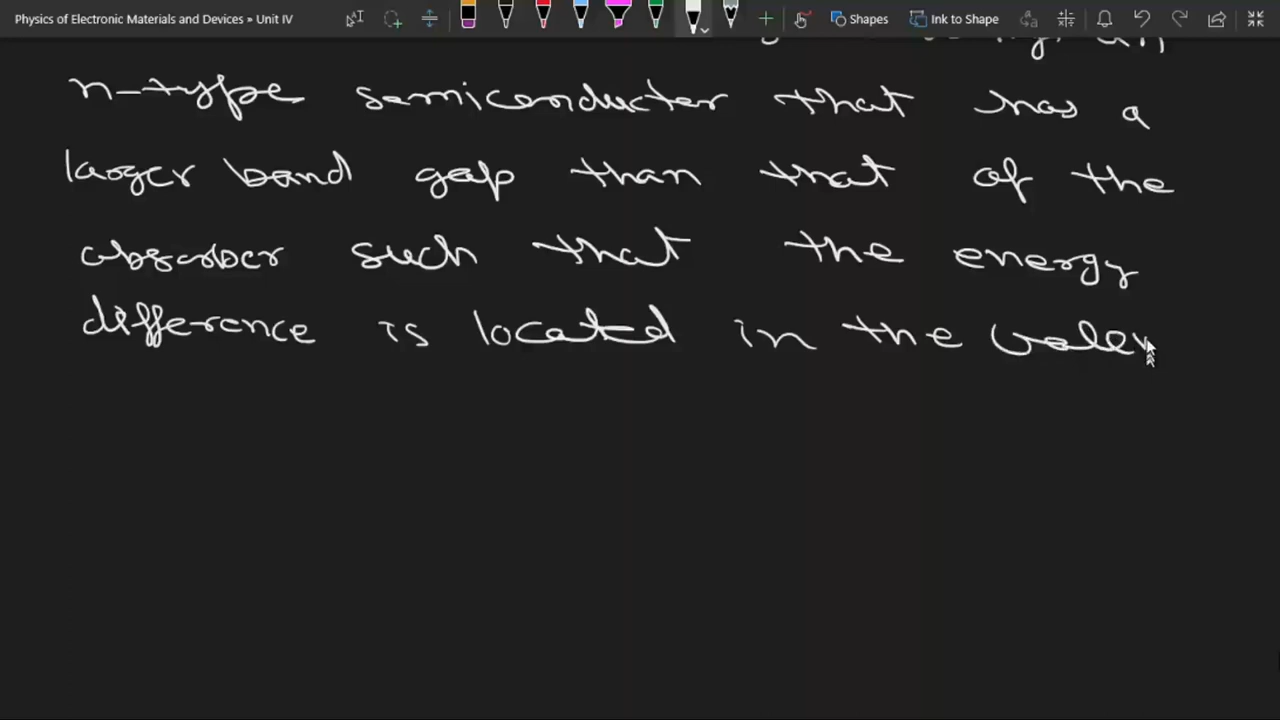 Physics of Electronic Materials and Devices » Unit IV
Shapes
Ink to Shape
n-type semiconductor that has a
larger band gap than that of the
absorber such that the energy
difference is located in the valen